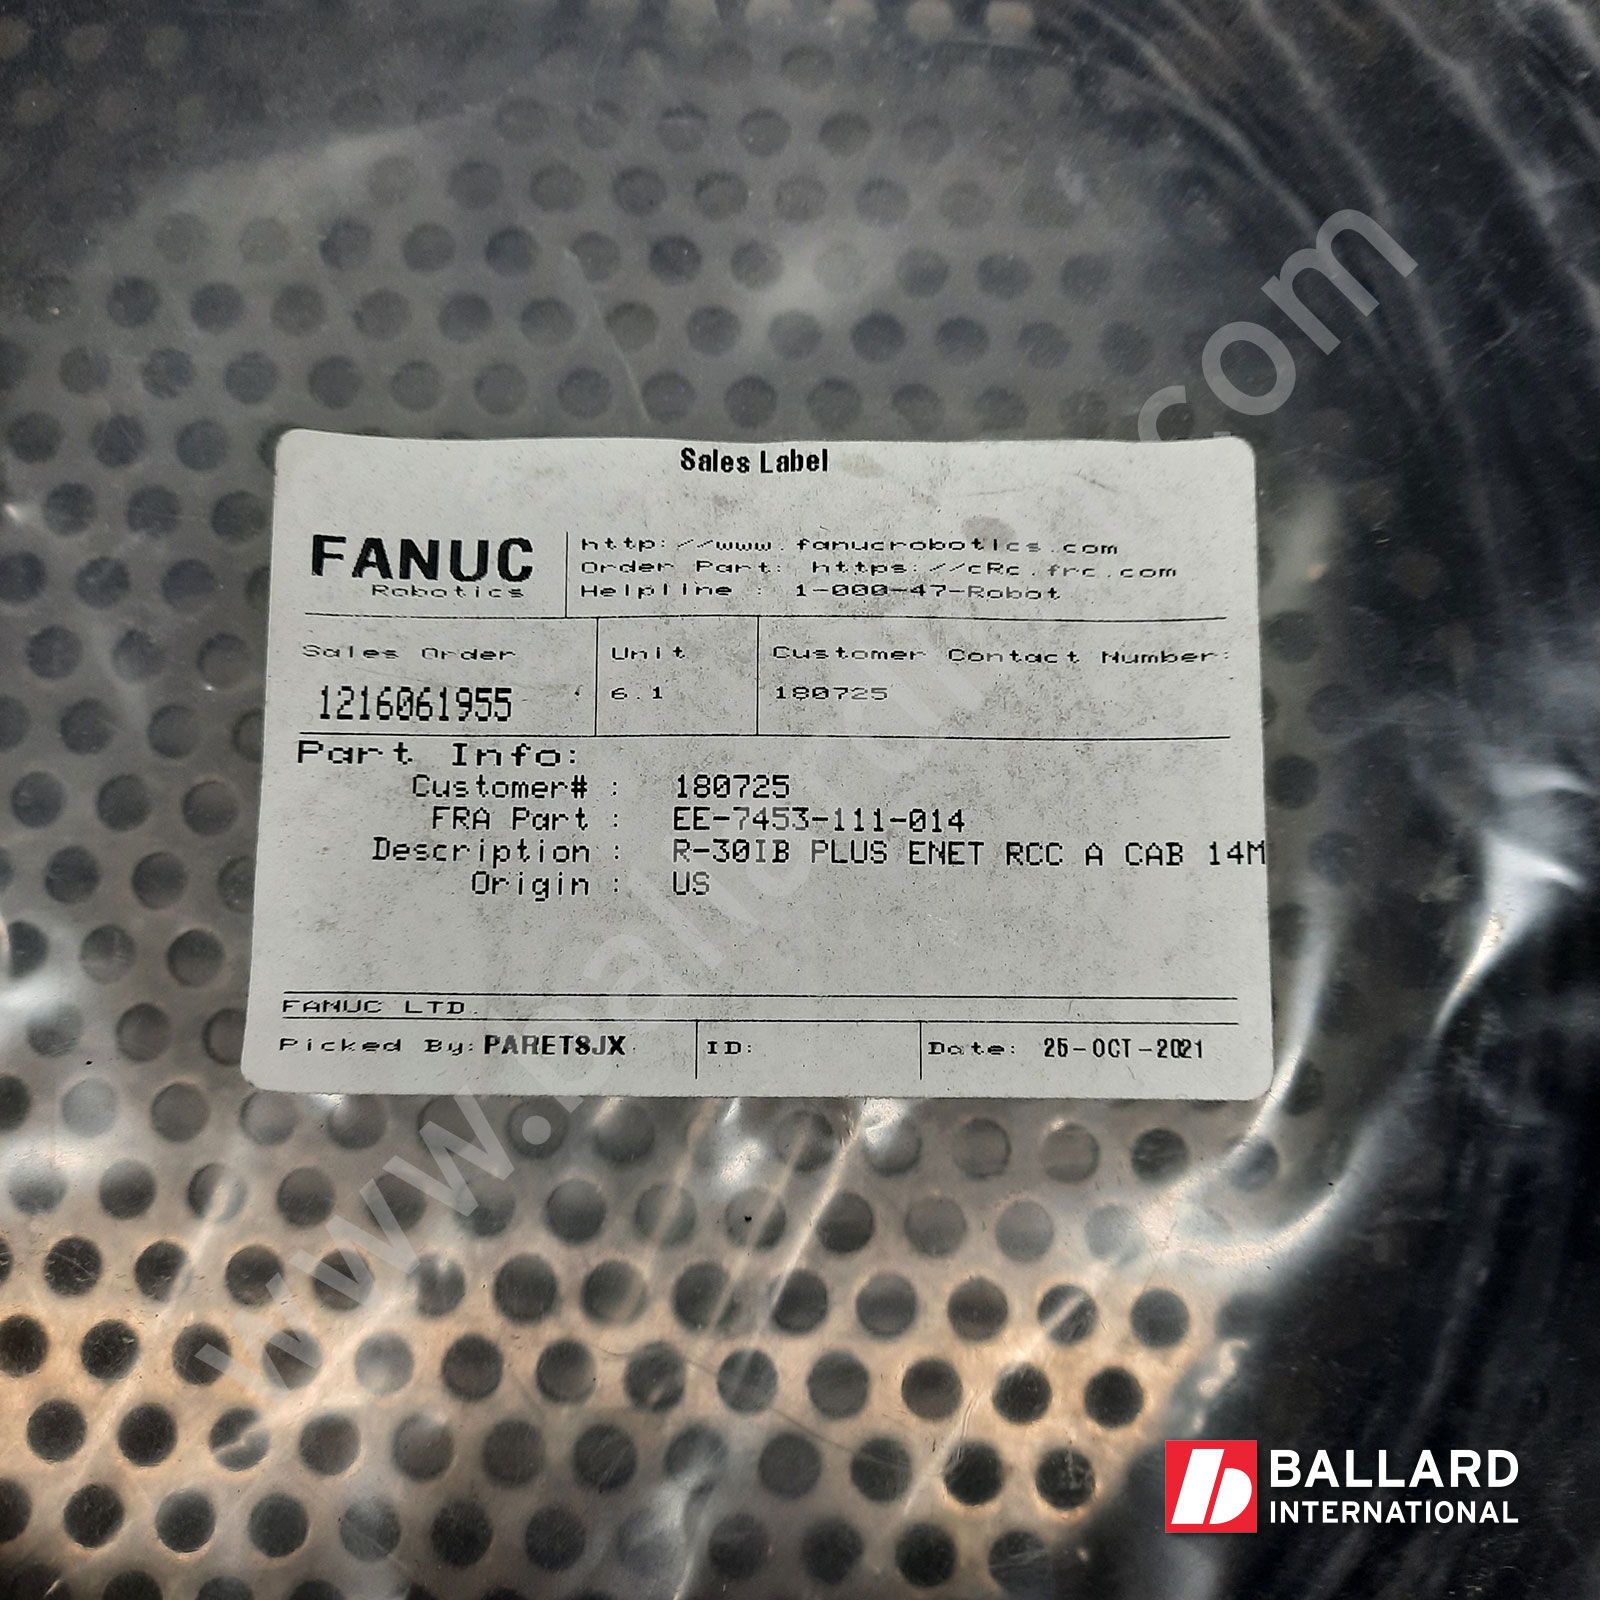 Sales Label
FANUC
Robotics
http://www.fanucrobotics.com
Order Part: https://cRc.frc.com
Helpline : 1-000-47-Robot
Sales Order
1216061955
Unit
6.1
Customer Contact Number:
180725
Part Info:
Customer# : 180725
FRA Part : EE-7453-111-014
Description : R-30IB PLUS ENET RCC A CAB 14M
Origin : US
FANUC LTD.
Picked By: PARETSJX
ID:
Date: 25-OCT-2021
BALLARD
INTERNATIONAL